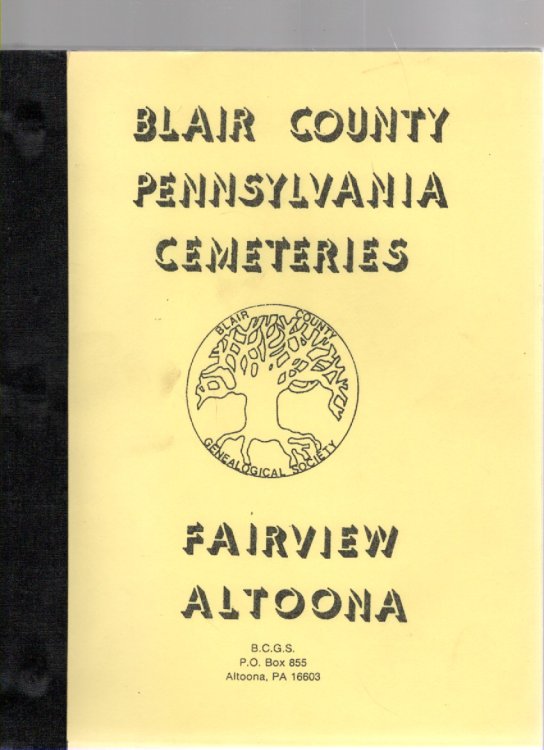 BLAIR COUNTY
PENNSYLVANIA
CEMETERIES
BLAIR COUNTY
GENEALOGICAL SOCIETY
FAIRVIEW
ALTOONA
B.C.G.S.
P.O. Box 855
Altoona, PA 16603